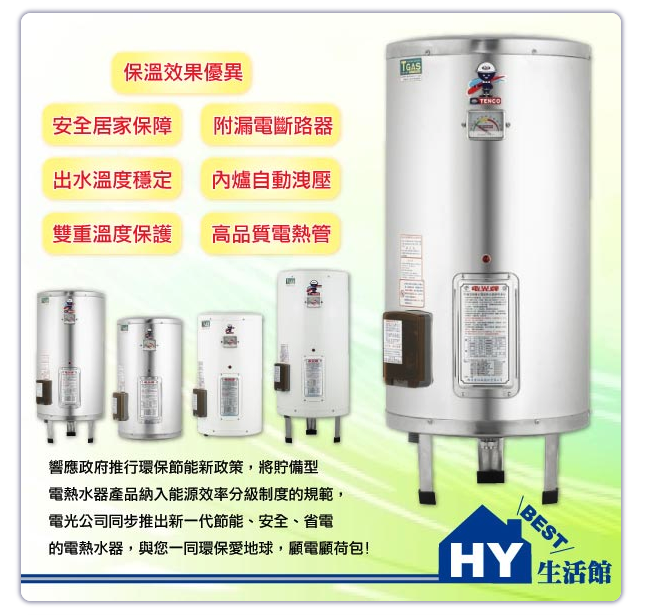 保溫效果優異
安全居家保障
附漏電斷路器
出水溫度穩定
內爐自動洩壓
雙重溫度保護
高品質電熱管
TGAS
TENCO
電光牌
響應政府推行環保節能新政策，將貯備型
電熱水器產品納入能源效率分級制度的規範，
電光公司同步推出新一代節能、安全、省電
的電熱水器，與您一同環保愛地球，顧電顧荷包!
BEST
HY 生活館